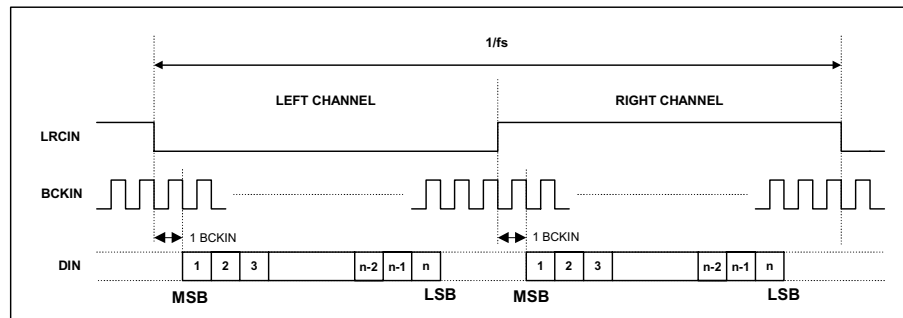 1/fs
LEFT CHANNEL RIGHT CHANNEL
LRCIN
BCKIN
1 BCKIN 1 BCKIN
DIN 1 2 3 n-2 n-1 n 1 2 3 n-2 n-1 n
MSB LSB MSB LSB